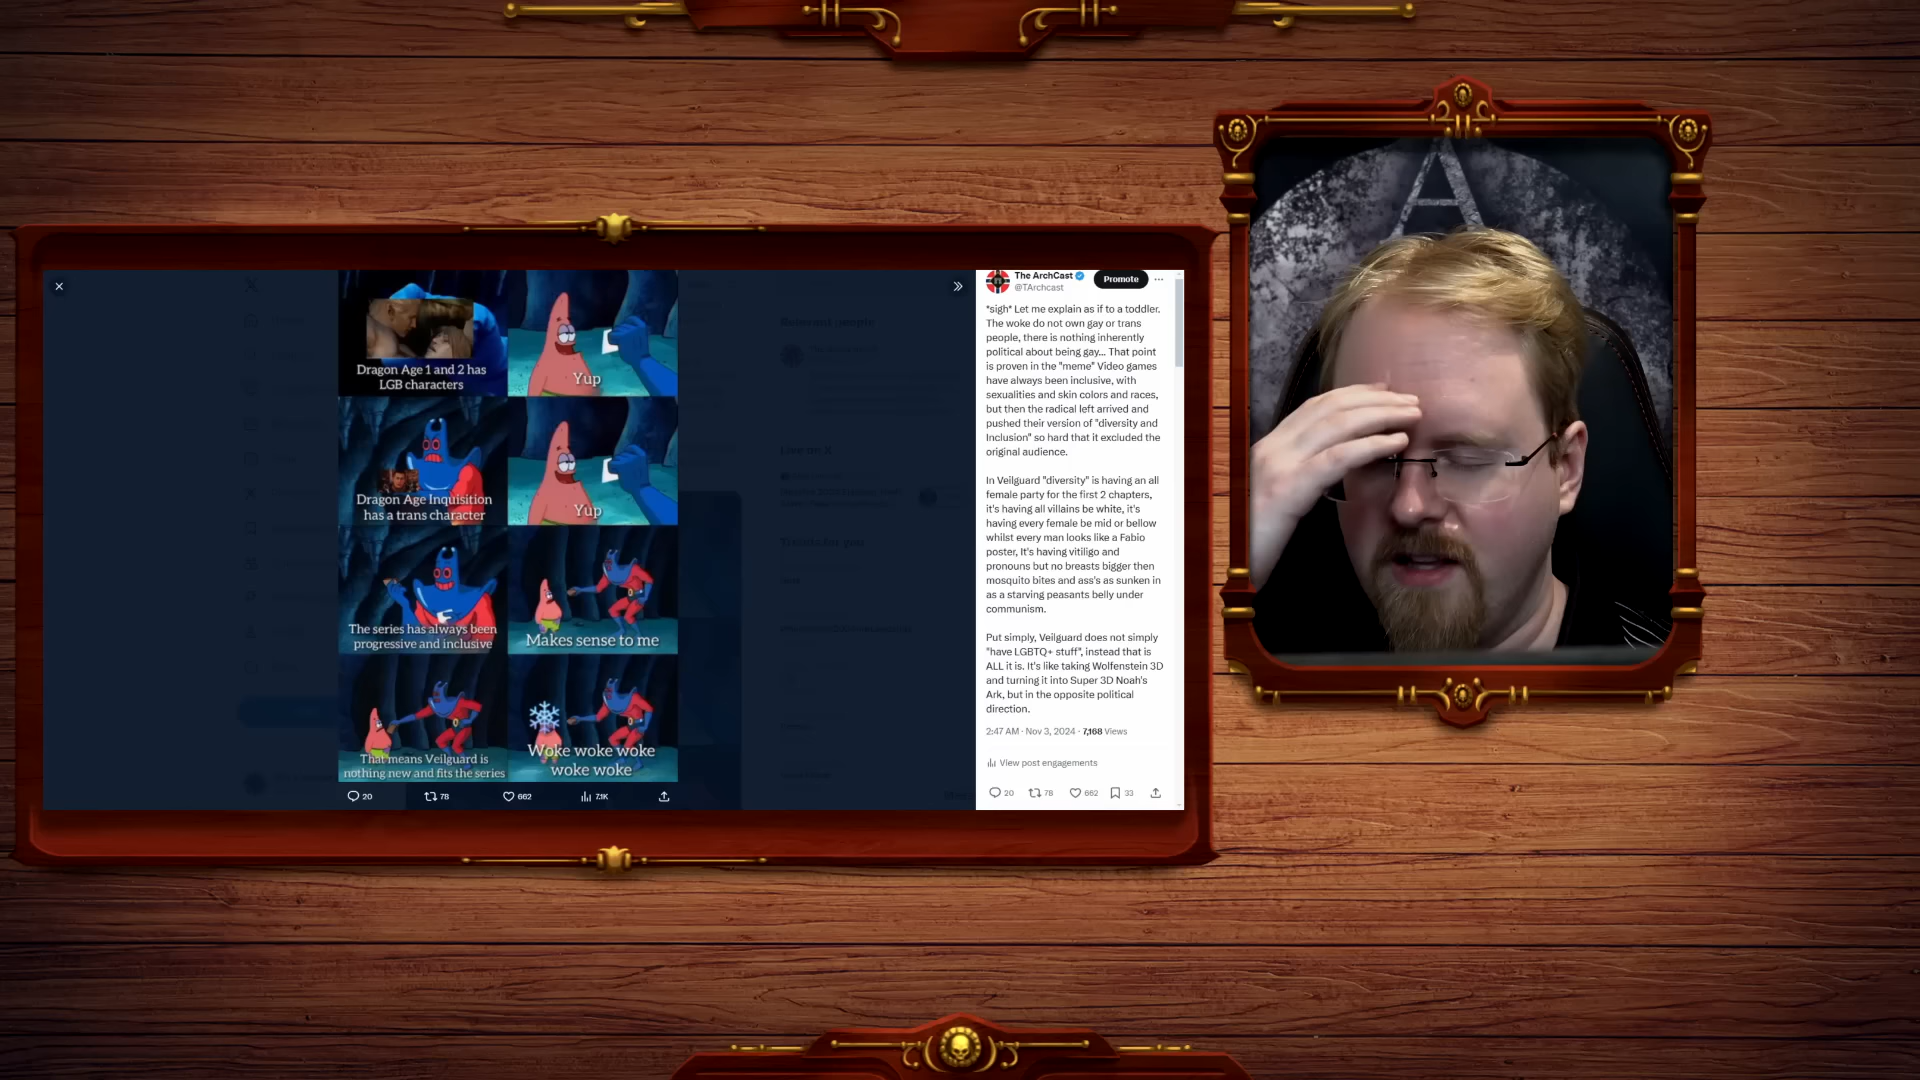 Dragon Age 1 and 2 has
LGB characters
Yup
Dragon Age Inquisition
has a trans character
Yup
The series has always been
progressive and inclusive
Makes sense to me
That means Veilguard is
nothing new and fits the series
Woke woke woke
woke woke
20
78
662
7.1K
The ArchCast
@TArchcast
Promote
*sigh* Let me explain as if to a toddler.
The woke do not own gay or trans
people, there is nothing inherently
political about being gay... That point
is proven in the "meme" Video games
have always been inclusive, with
sexualities and skin colors and races,
but then the radical left arrived and
pushed their version of "diversity and
Inclusion" so hard that it excluded the
original audience.
In Veilguard "diversity" is having an all
female party for the first 2 chapters,
it's having all villains be white, it's
having every female be mid or bellow
whilst every man looks like a Fabio
poster, It's having vitiligo and
pronouns but no breasts bigger then
mosquito bites and ass's as sunken in
as a starving peasants belly under
communism.
Put simply, Veilguard does not simply
"have LGBTQ+ stuff", instead that is
ALL it is. It's like taking Wolfenstein 3D
and turning it into Super 3D Noah's
Ark, but in the opposite political
direction.
2:47 AM · Nov 3, 2024 · 7,168 Views
View post engagements
20
78
662
33
Relevant people
Live on X
Trends for you
A